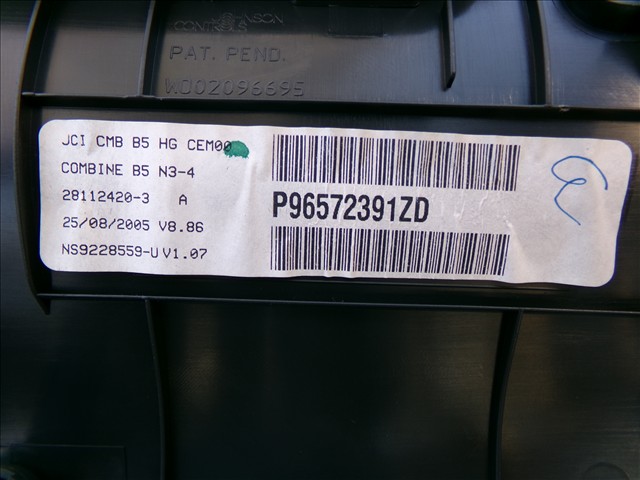 CONTROLS
PAT. PEND.
WO02096695
JCI CMB B5 HG CEM00
COMBINE B5 N3-4
28112420-3 A
25/08/2005 V8.86
NS9228559-U V1.07
P96572391ZD